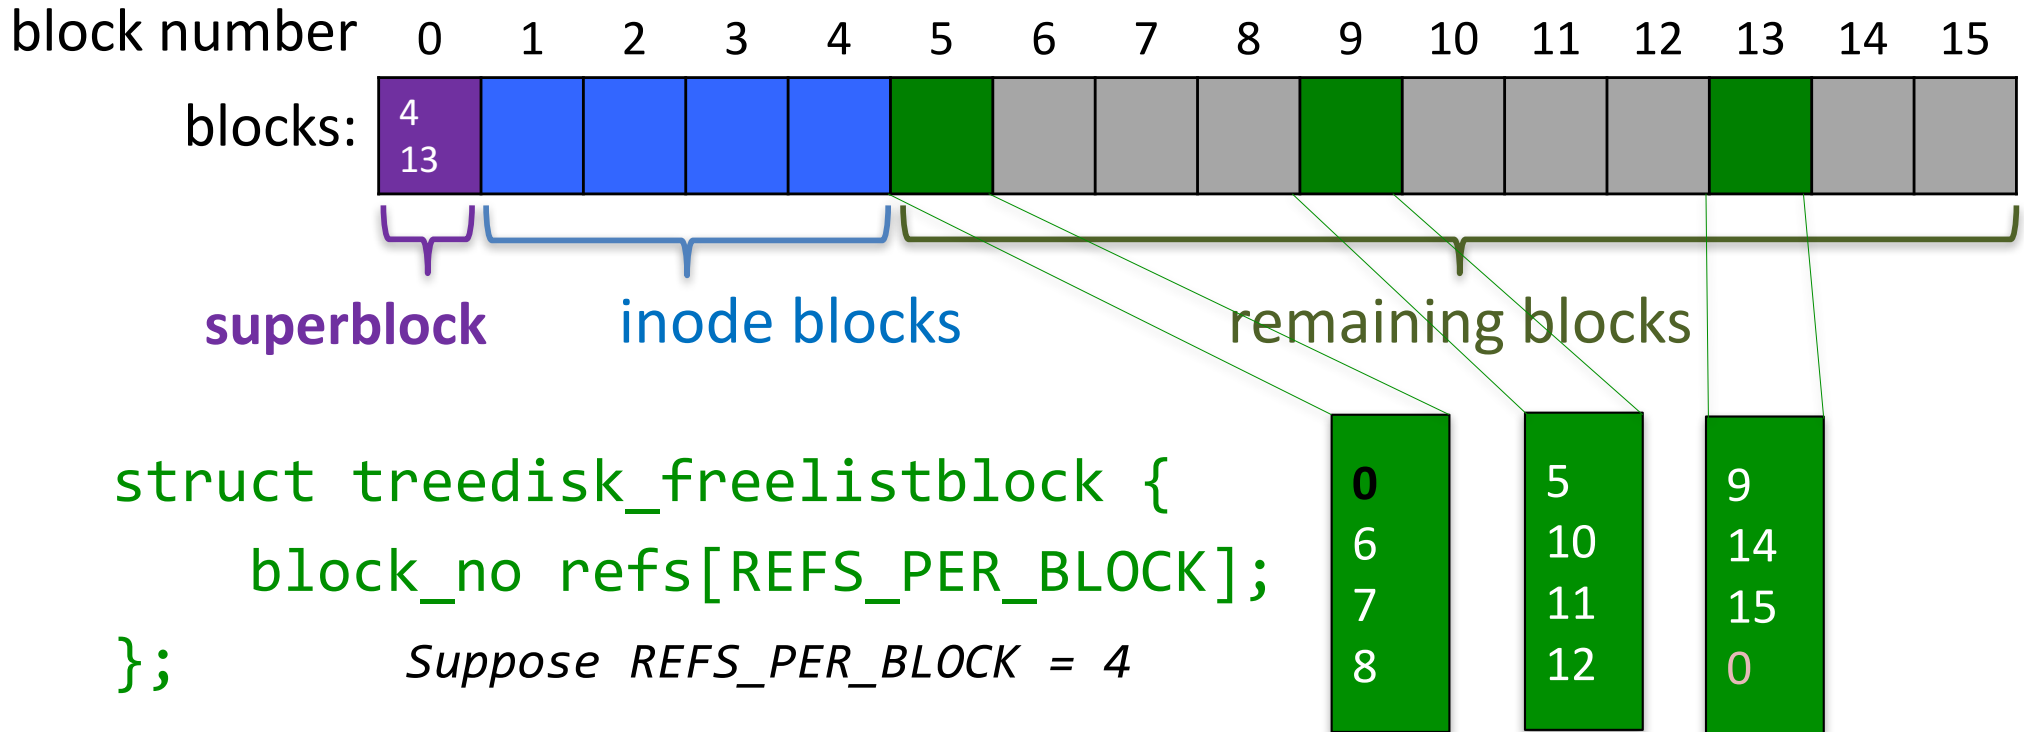 block number 0 1 2 3 4 5 6 7 8 9 10 11 12 13 14 15
blocks:
4
13
superblock
inode blocks
remaining blocks
struct treedisk_freelistblock {
block_no refs[REFS_PER_BLOCK];
};
Suppose REFS_PER_BLOCK = 4
0
6
7
8
5
10
11
12
9
14
15
0